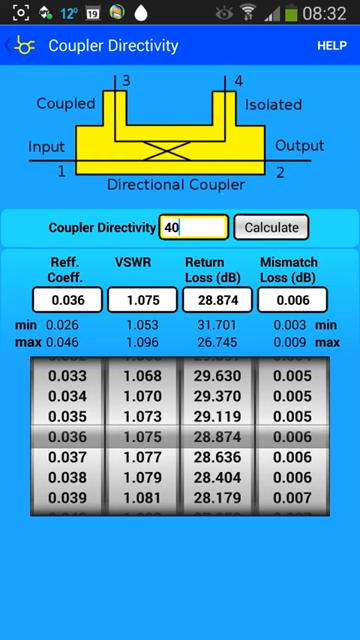 12° 19 08:32
Coupler Directivity HELP
3 4
Coupled Isolated
Input Output
1 2
Directional Coupler
Coupler Directivity 40 Calculate
Reff. Coeff. VSWR Return Loss (dB) Mismatch Loss (dB)
0.036 1.075 28.874 0.006
min 0.026 1.053 31.701 0.003 min
max 0.046 1.096 26.745 0.009 max
0.033 1.068 29.630 0.005
0.034 1.070 29.370 0.005
0.035 1.073 29.119 0.005
0.036 1.075 28.874 0.006
0.037 1.077 28.636 0.006
0.038 1.079 28.404 0.006
0.039 1.081 28.179 0.007